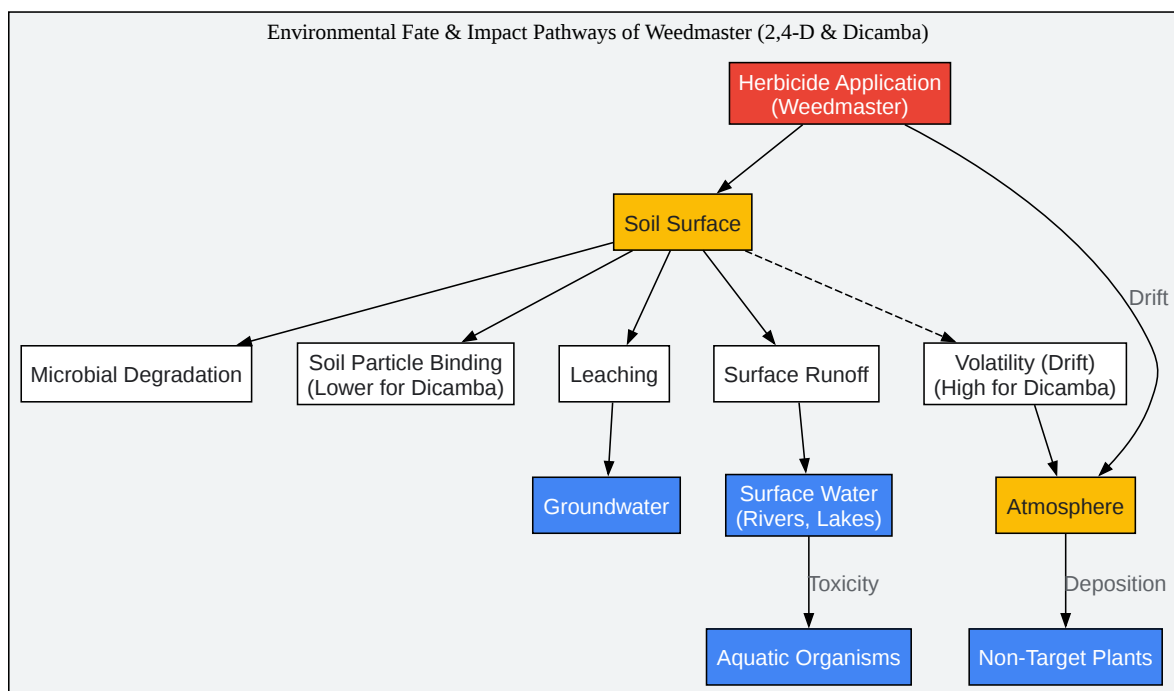 Environmental Fate & Impact Pathways of Weedmaster (2,4-D & Dicamba)
Herbicide Application
(Weedmaster)
Soil Surface
Drift
Microbial Degradation
Soil Particle Binding
(Lower for Dicamba)
Leaching
Surface Runoff
Volatility (Drift)
(High for Dicamba)
Groundwater
Surface Water
(Rivers, Lakes)
Atmosphere
Toxicity
Deposition
Aquatic Organisms
Non-Target Plants